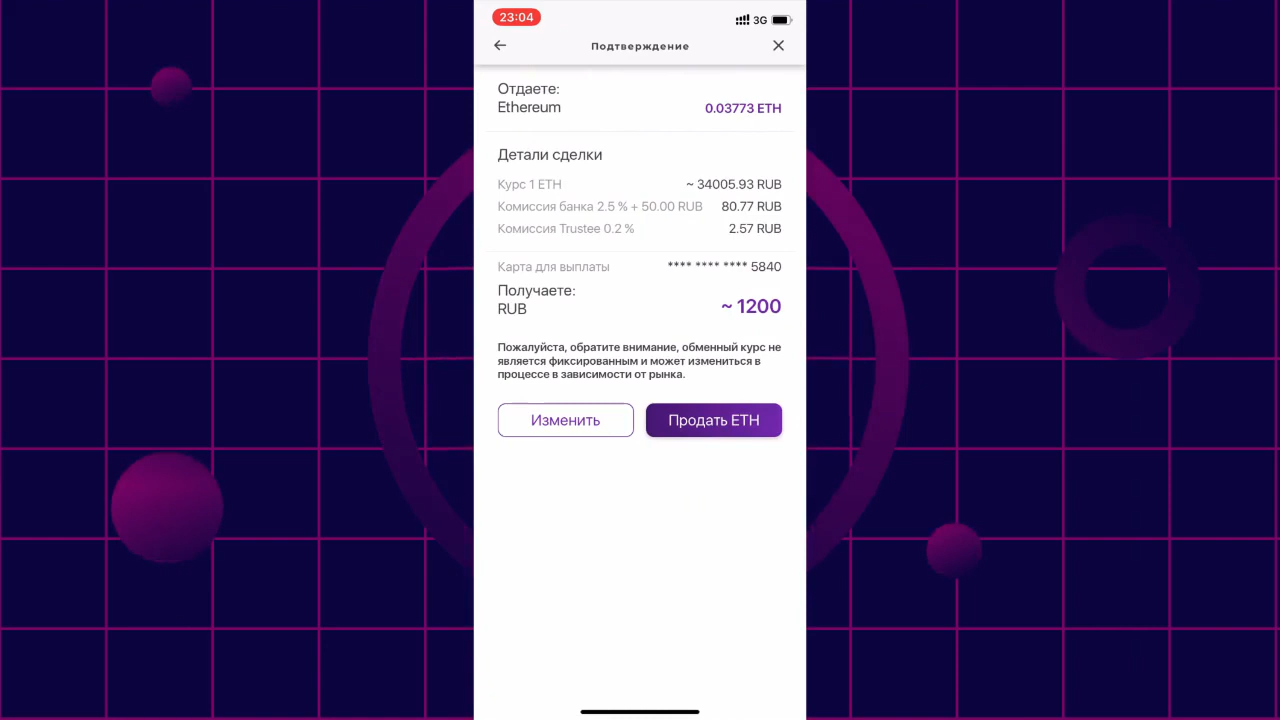 23:04
3G
Подтверждение
Отдаете:
Ethereum
0.03773 ETH
Детали сделки
Курс 1 ETH
~ 34005.93 RUB
Комиссия банка 2.5 % + 50.00 RUB
80.77 RUB
Комиссия Trustee 0.2 %
2.57 RUB
Карта для выплаты
**** **** **** 5840
Получаете:
RUB
~ 1200
Пожалуйста, обратите внимание, обменный курс не
является фиксированным и может измениться в
процессе в зависимости от рынка.
Изменить
Продать ETH